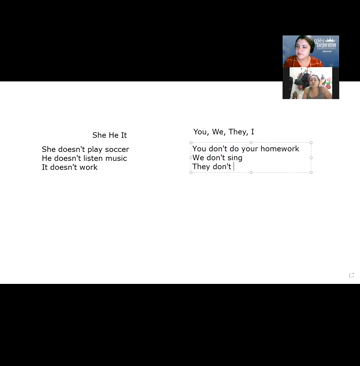 She He It
She doesn't play soccer
He doesn't listen music
It doesn't work
You, We, They, I
You don't do your homework
We don't sing
They don't